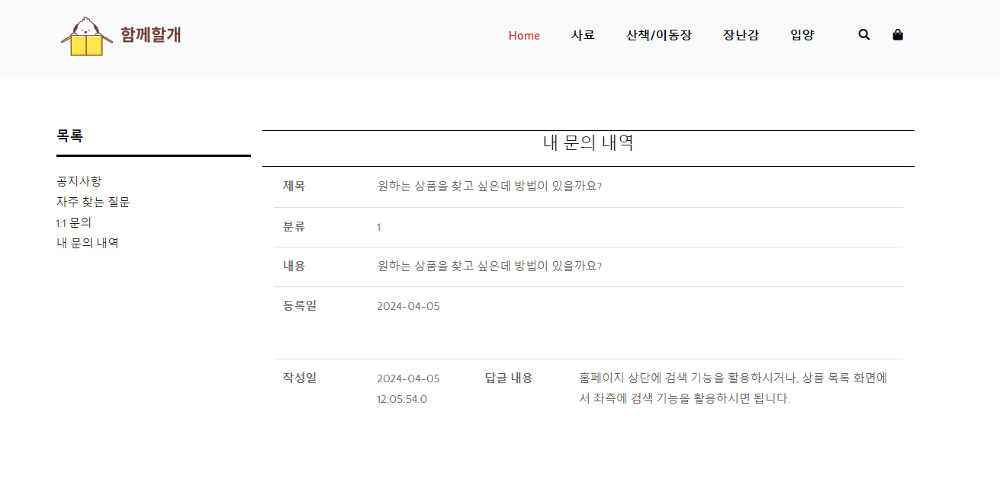 함께할개
Home 사료 산책/이동장 장난감 입양
목록
공지사항
자주 찾는 질문
1:1 문의
내 문의 내역
내 문의 내역
제목 원하는 상품을 찾고 싶은데 방법이 있을까요?
분류 1
내용 원하는 상품을 찾고 싶은데 방법이 있을까요?
등록일 2024-04-05
작성일 2024-04-05 답글 내용 홈페이지 상단에 검색 기능을 활용하시거나, 상품 목록 화면에
12:05:54.0 서 좌측에 검색 기능을 활용하시면 됩니다.